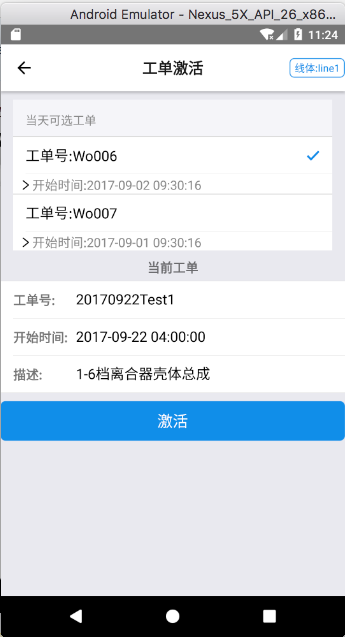 Android Emulator - Nexus_5X_API_26_x86...
11:24
工单激活
线体:line1
当天可选工单
工单号:Wo006
开始时间:2017-09-02 09:30:16
工单号:Wo007
开始时间:2017-09-01 09:30:16
当前工单
工单号: 20170922Test1
开始时间: 2017-09-22 04:00:00
描述: 1-6档离合器壳体总成
激活